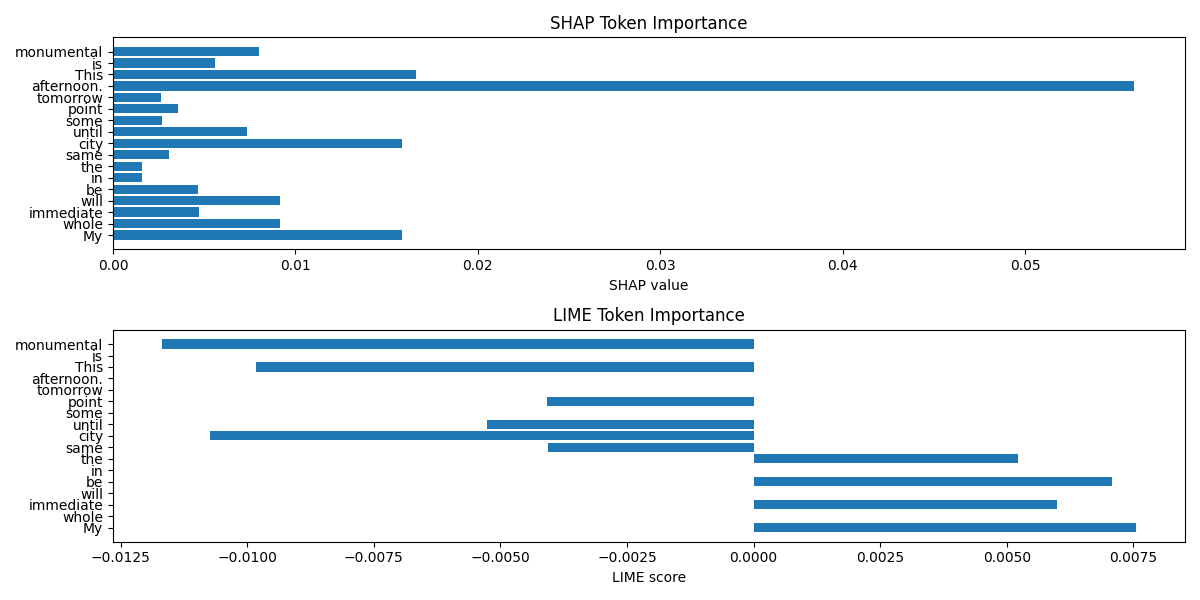 SHAP Token Importance
monumental
is
This
afternoon.
tomorrow
point
some
until
city
same
the
in
be
will
immediate
whole
My
0.00 0.01 0.02 0.03 0.04 0.05
SHAP value
LIME Token Importance
monumental
is
This
afternoon.
tomorrow
point
some
until
city
same
the
in
be
will
immediate
whole
My
−0.0125 −0.0100 −0.0075 −0.0050 −0.0025 0.0000 0.0025 0.0050 0.0075
LIME score